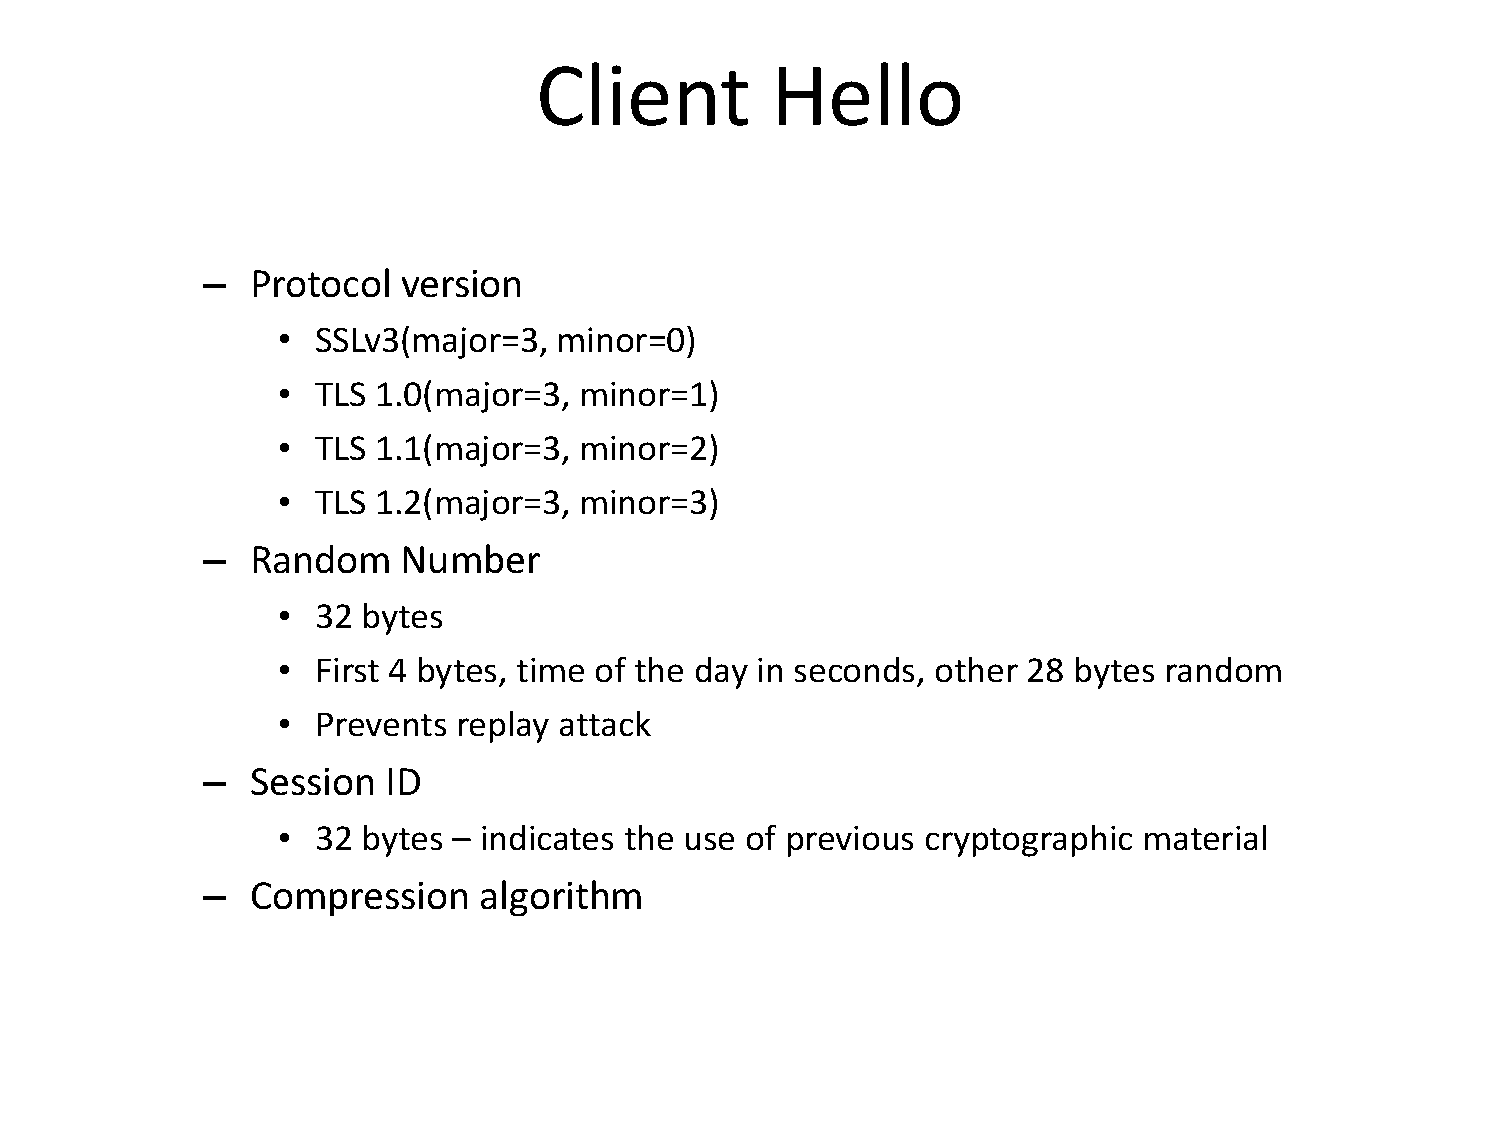 Client Hello
– Protocol version
• SSLv3(major=3, minor=0)
• TLS 1.0(major=3, minor=1)
• TLS 1.1(major=3, minor=2)
• TLS 1.2(major=3, minor=3)
– Random Number
• 32 bytes
• First 4 bytes, time of the day in seconds, other 28 bytes random
• Prevents replay attack
– Session ID
• 32 bytes – indicates the use of previous cryptographic material
– Compression algorithm